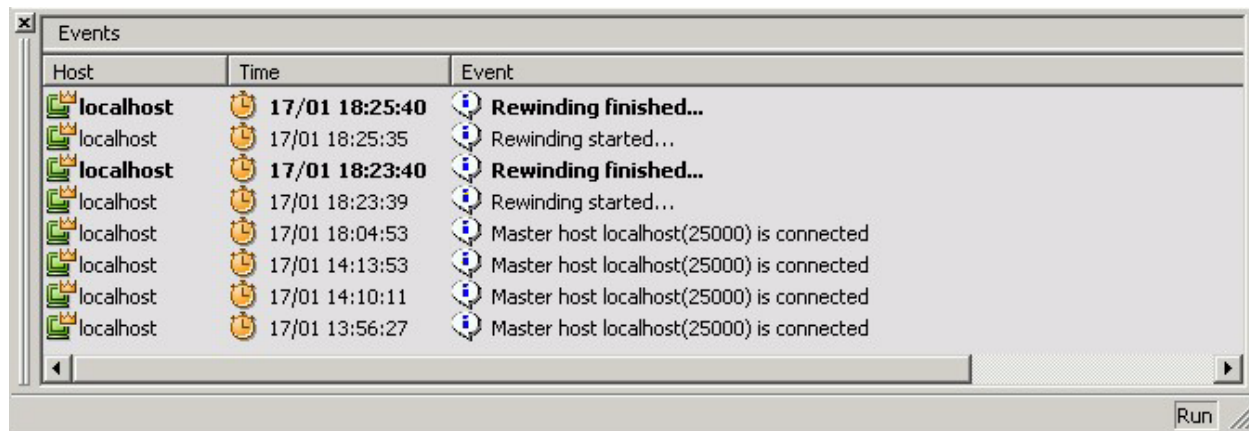 Events
Host Time Event
localhost 17/01 18:25:40 Rewinding finished...
localhost 17/01 18:25:35 Rewinding started...
localhost 17/01 18:23:40 Rewinding finished...
localhost 17/01 18:23:39 Rewinding started...
localhost 17/01 18:04:53 Master host localhost(25000) is connected
localhost 17/01 14:13:53 Master host localhost(25000) is connected
localhost 17/01 14:10:11 Master host localhost(25000) is connected
localhost 17/01 13:56:27 Master host localhost(25000) is connected
Run